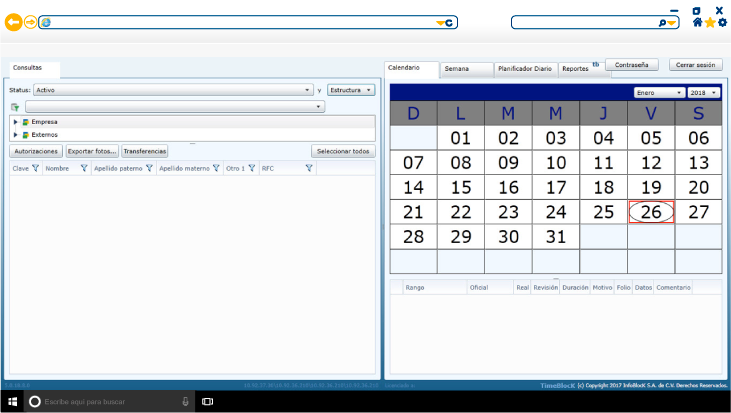 Consultas
Status: Activo y Estructura
Empresa
Externos
Autorizaciones Exportar fotos... Transferencias Seleccionar todos
Clave Nombre Apellido paterno Apellido materno Otro 1 RFC
Calendario Semana Planificador Diario Reportes tb Contraseña Cerrar sesión
Enero 2018
D L M M J V S
01 02 03 04 05 06
07 08 09 10 11 12 13
14 15 16 17 18 19 20
21 22 23 24 25 26 27
28 29 30 31
Rango Oficial Real Revisión Duración Motivo Folio Datos Comentario
TimeBlocK (c) Copyright 2017 InfoBlocK S.A. de C.V. Derechos Reservados.
Escribe aquí para buscar